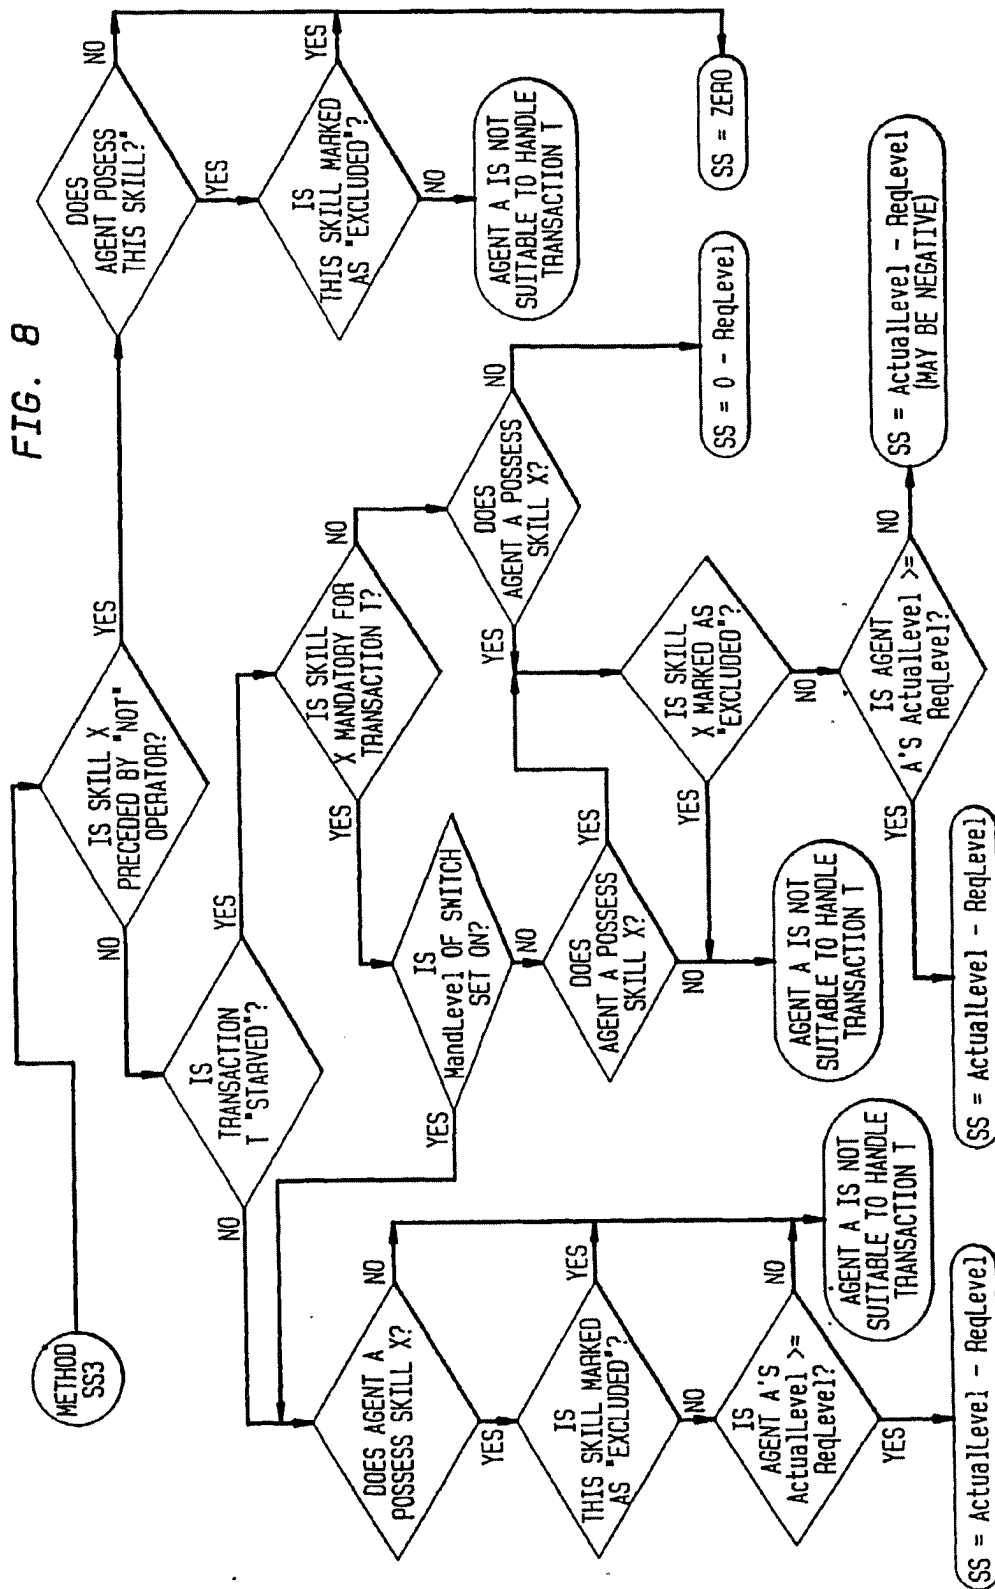 FIG. 8
METHOD
SS3
IS SKILL X
PRECEDED BY "NOT"
OPERATOR?
YES
NO
DOES
AGENT POSESS
THIS SKILL?"
NO
YES
IS
THIS SKILL MARKED
AS "EXCLUDED"?
YES
NO
AGENT A IS NOT
SUITABLE TO HANDLE
TRANSACTION T
SS = ZERO
IS
TRANSACTION
T "STARVED"?
YES
NO
IS SKILL
X MANDATORY FOR
TRANSACTION T?
NO
YES
DOES
AGENT A POSSESS
SKILL X?
NO
YES
SS = 0 - ReqLevel
IS
MandLevel OF SWITCH
SET ON?
YES
NO
DOES
AGENT A POSSESS
SKILL X?
YES
NO
IS SKILL
X MARKED AS
"EXCLUDED"?
YES
NO
AGENT A IS NOT
SUITABLE TO HANDLE
TRANSACTION T
IS AGENT
A'S ActualLevel >=
ReqLevel?
NO
YES
SS = ActualLevel - ReqLevel
(MAY BE NEGATIVE)
SS = ActualLevel - ReqLevel
DOES AGENT A
POSSESS SKILL X?
NO
YES
IS
THIS SKILL MARKED
AS "EXCLUDED"?
YES
NO
IS
AGENT A'S
ActualLevel >=
ReqLevel?
NO
YES
AGENT A IS NOT
SUITABLE TO HANDLE
TRANSACTION T
SS = ActualLevel - ReqLevel